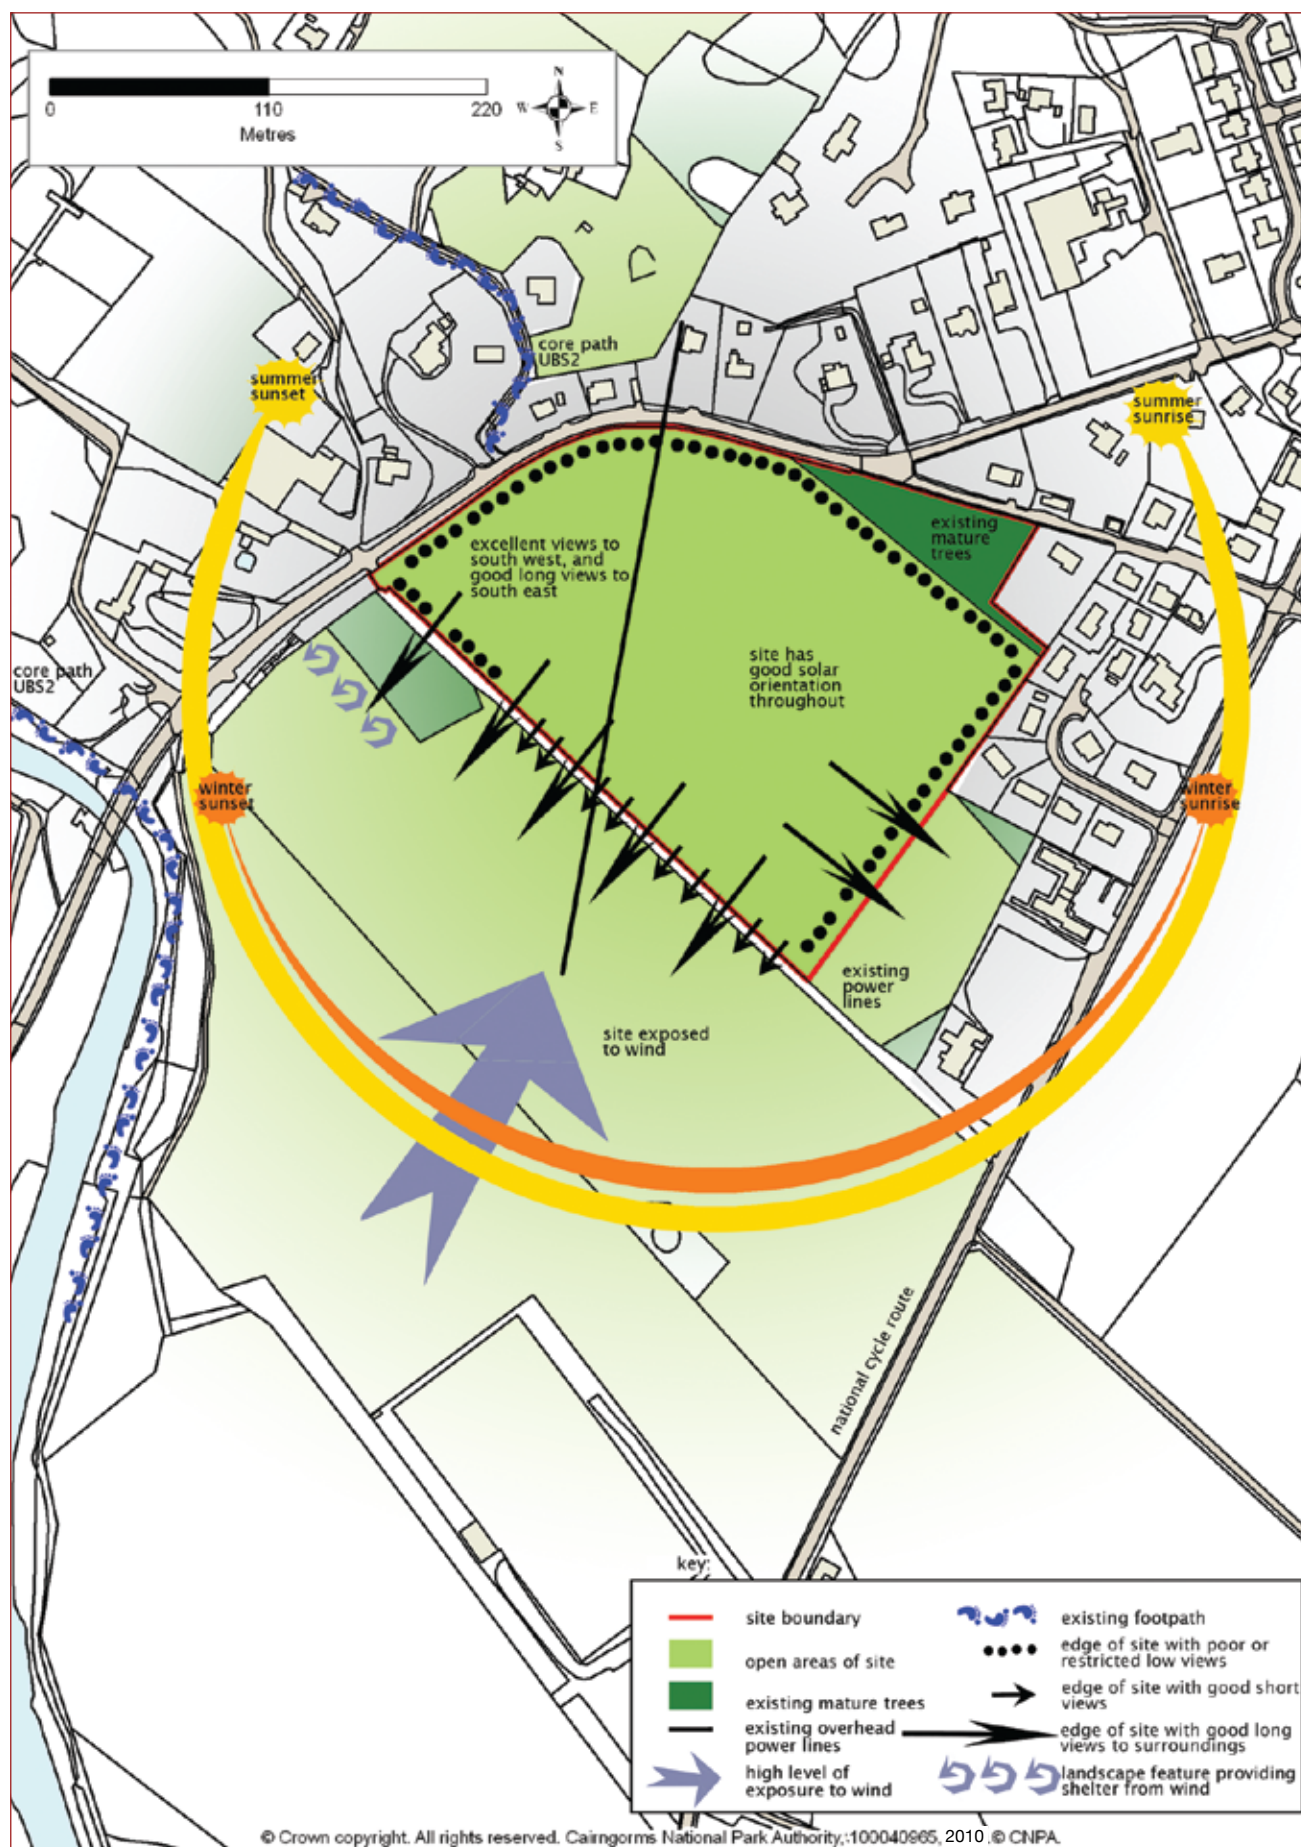 N
W E
S
0 110 220
Metres
core path
UBS2
summer
sunset
summer
sunrise
existing
mature
trees
excellent views to
south west, and
good long views to
south east
site has
good solar
orientation
throughout
core path
UBS2
winter
sunset
winter
sunrise
existing
power
lines
site exposed
to wind
national cycle route
key:
site boundary
open areas of site
existing mature trees
existing overhead
power lines
high level of
exposure to wind
existing footpath
edge of site with poor or
restricted low views
edge of site with good short
views
edge of site with good long
views to surroundings
landscape feature providing
shelter from wind
© Crown copyright. All rights reserved. Cairngorms National Park Authority, 100040965, 2010 .© CNPA.